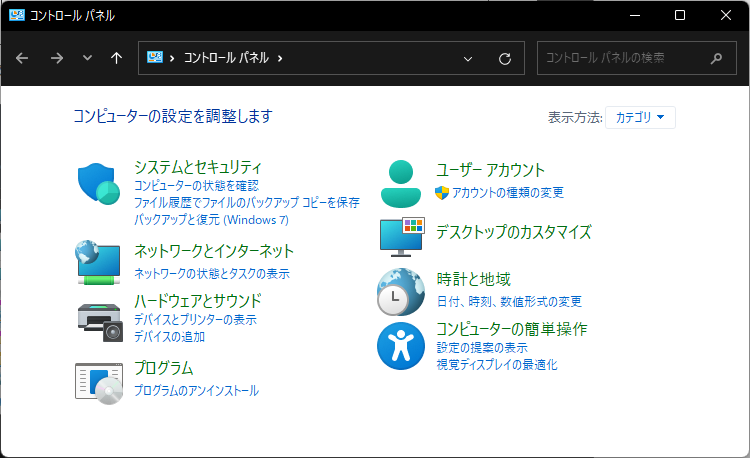 コントロール パネル
コントロール パネル
コントロール パネルの検索
コンピューターの設定を調整します
表示方法: カテゴリ
システムとセキュリティ
コンピューターの状態を確認
ファイル履歴でファイルのバックアップ コピーを保存
バックアップと復元 (Windows 7)
ネットワークとインターネット
ネットワークの状態とタスクの表示
ハードウェアとサウンド
デバイスとプリンターの表示
デバイスの追加
プログラム
プログラムのアンインストール
ユーザー アカウント
アカウントの種類の変更
デスクトップのカスタマイズ
時計と地域
日付、時刻、数値形式の変更
コンピューターの簡単操作
設定の提案の表示
視覚ディスプレイの最適化